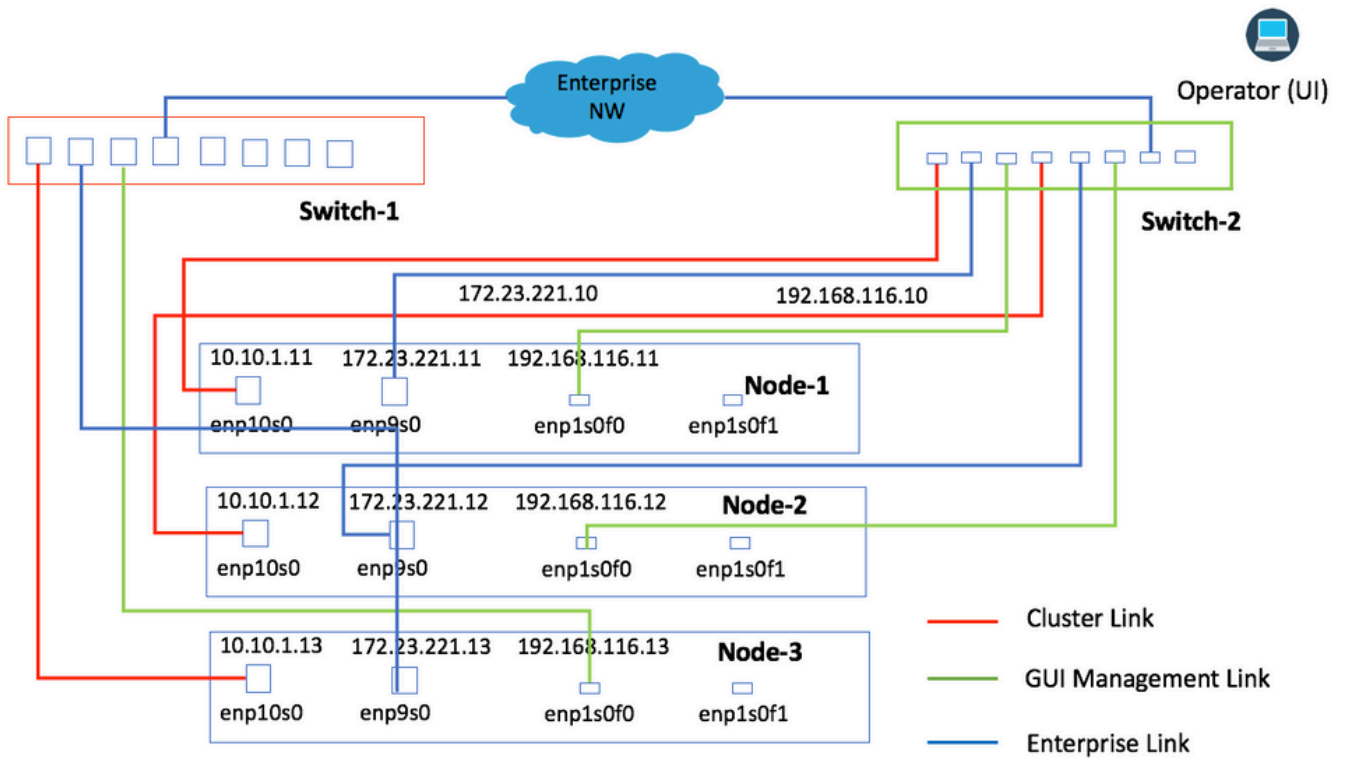 Enterprise
NW
Operator (UI)
Switch-1
Switch-2
172.23.221.10
192.168.116.10
10.10.1.11
172.23.221.11
192.168.116.11
Node-1
enp10s0
enp9s0
enp1s0f0
enp1s0f1
10.10.1.12
172.23.221.12
192.168.116.12
Node-2
enp10s0
enp9s0
enp1s0f0
enp1s0f1
10.10.1.13
172.23.221.13
192.168.116.13
Node-3
enp10s0
enp9s0
enp1s0f0
enp1s0f1
Cluster Link
GUI Management Link
Enterprise Link